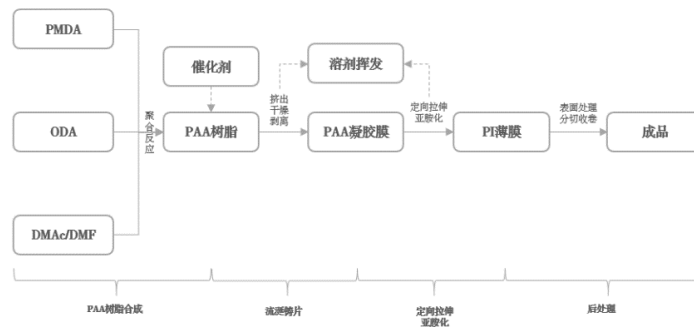 PMDA
催化剂
溶剂挥发
ODA
聚合反应
PAA树脂
挤出
干燥
剥离
PAA凝胶膜
定向拉伸
亚胺化
PI薄膜
表面处理
分切收卷
成品
DMAc/DMF
PAA树脂合成
流涎铸片
定向拉伸
亚胺化
后处理